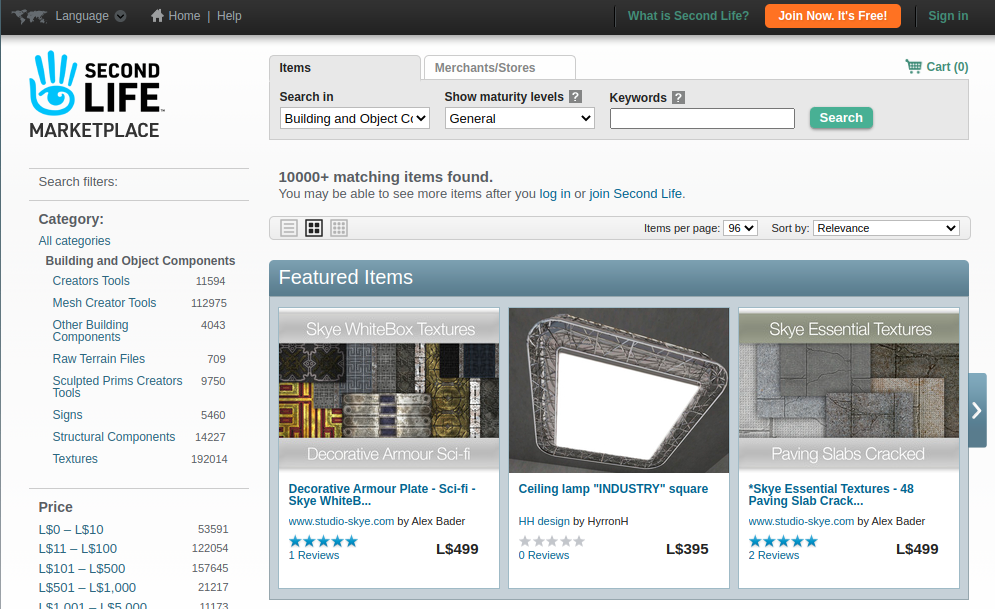 Language Home | Help What is Second Life? Join Now. It's Free! Sign in
SECOND
LIFE™
MARKETPLACE
Items Merchants/Stores Cart (0)
Search in Show maturity levels ? Keywords ?
Building and Object Co General Search
10000+ matching items found.
You may be able to see more items after you log in or join Second Life.
Items per page: 96 Sort by: Relevance
Search filters:
Category:
All categories
Building and Object Components
Creators Tools 11594
Mesh Creator Tools 112975
Other Building 4043
Components
Raw Terrain Files 709
Sculpted Prims Creators 9750
Tools
Signs 5460
Structural Components 14227
Textures 192014
Price
L$0 – L$10 53591
L$11 – L$100 122054
L$101 – L$500 157645
L$501 – L$1,000 21217
L$1,001 – L$5,000 11173
Featured Items
Skye WhiteBox Textures
Decorative Armour Sci-fi
Decorative Armour Plate - Sci-fi -
Skye WhiteB...
www.studio-skye.com by Alex Bader
1 Reviews L$499
Ceiling lamp "INDUSTRY" square
HH design by HyrronH
0 Reviews L$395
Skye Essential Textures
Paving Slabs Cracked
*Skye Essential Textures - 48
Paving Slab Crack...
www.studio-skye.com by Alex Bader
2 Reviews L$499